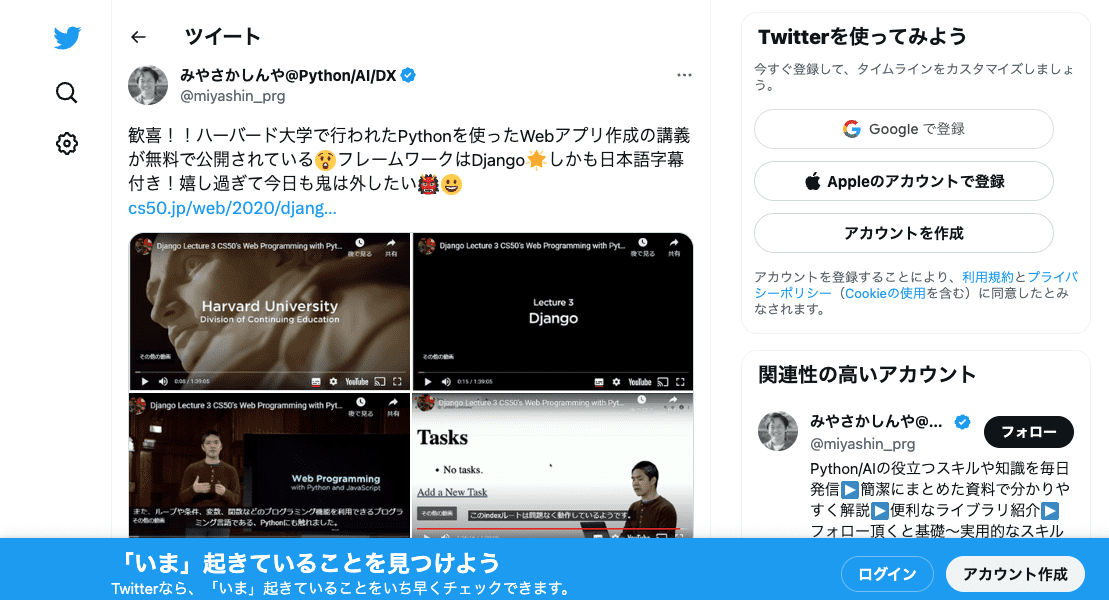 ツイート
みやさかしんや@Python/AI/DX
@miyashin_prg
歓喜！！ハーバード大学で行われたPythonを使ったWebアプリ作成の講義
が無料で公開されている😲フレームワークはDjango🌟しかも日本語字幕
付き！嬉し過ぎて今日も鬼は外したい👹😀
cs50.jp/web/2020/djang...
Django Lecture 3 CS50's Web Programming with Pyt...
後で見る 共有
Harvard University
Division of Continuing Education
その他の動画
0:08 / 1:39:05
YouTube
Django Lecture 3 CS50's Web Programming with Pyt...
後で見る 共有
Lecture 3
Django
その他の動画
0:15 / 1:39:05
YouTube
Django Lecture 3 CS50's Web Programming with Pyt...
後で見る 共有
Web Programming
with Python and JavaScript
また、ループや条件、変数、関数などのプログラミング機能を利用できるプログラ
ミング言語である、Pythonにも触れました。
その他の動画
Django Lecture 3 CS50's Web Programming with Pyt...
後で見る 共有
Tasks
• No tasks.
Add a New Task
その他の動画
このindexルートは問題なく動作しているようです。
Twitterを使ってみよう
今すぐ登録して、タイムラインをカスタマイズしましょ
う。
Google で登録
Appleのアカウントで登録
アカウントを作成
アカウントを登録することにより、利用規約とプライバ
シーポリシー（Cookieの使用を含む）に同意したとみ
なされます。
関連性の高いアカウント
みやさかしんや@...
@miyashin_prg
フォロー
Python/AIの役立つスキルや知識を毎日
発信▶️簡潔にまとめた資料で分かりや
すく解説▶️便利なライブラリ紹介▶️
フォロー頂くと基礎〜実用的なスキル
「いま」起きていることを見つけよう
Twitterなら、「いま」起きていることをいち早くチェックできます。
ログイン
アカウント作成